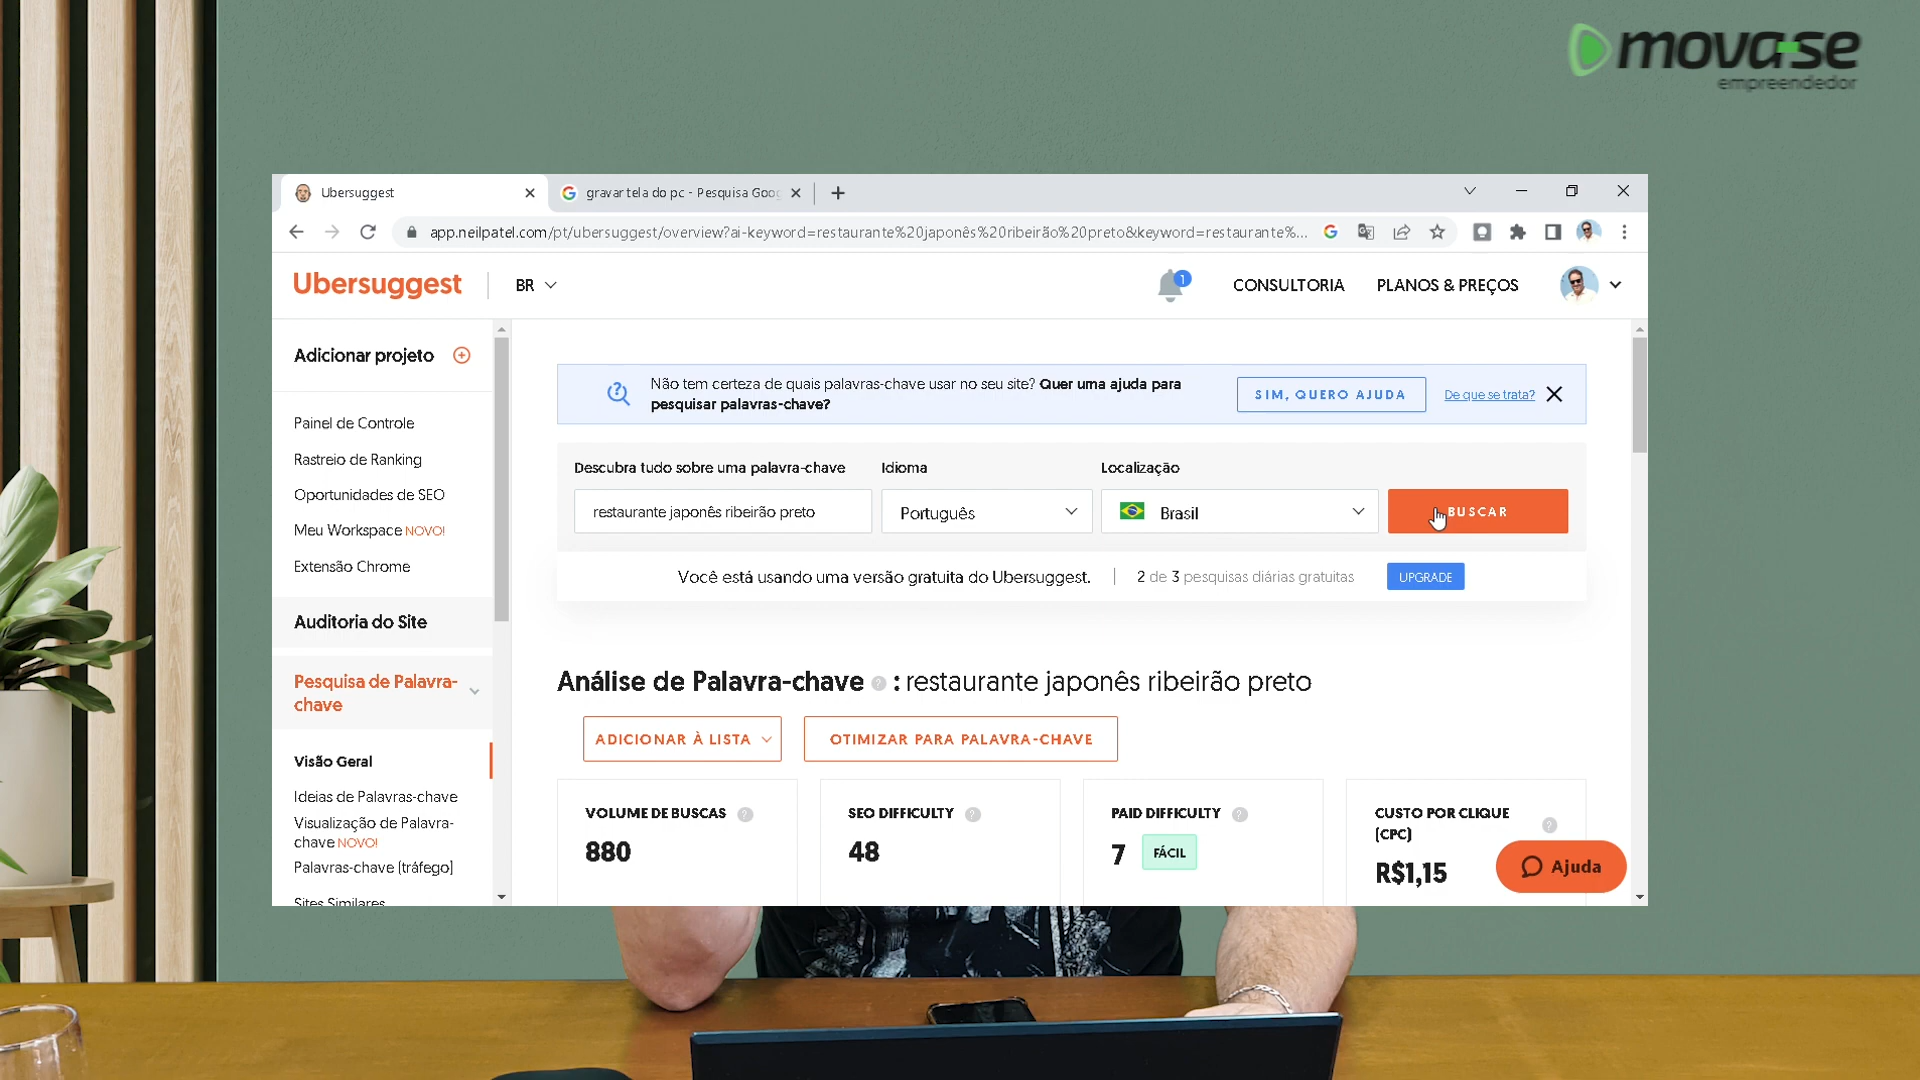 mova-se
empreendedor
Ubersuggest
gravar tela do pc - Pesquisa Goog
app.neilpatel.com/pt/ubersuggest/overview?ai-keyword=restaurante%20japonês%20ribeirão%20preto&keyword=restaurante%...
Ubersuggest
BR
1
CONSULTORIA
PLANOS & PREÇOS
Adicionar projeto
Painel de Controle
Rastreio de Ranking
Oportunidades de SEO
Meu Workspace NOVO!
Extensão Chrome
Auditoria do Site
Pesquisa de Palavra-
chave
Visão Geral
Ideias de Palavras-chave
Visualização de Palavra-
chave NOVO!
Palavras-chave (tráfego)
Sites Similares
Não tem certeza de quais palavras-chave usar no seu site? Quer uma ajuda para
pesquisar palavras-chave?
SIM, QUERO AJUDA
De que se trata?
Descubra tudo sobre uma palavra-chave
Idioma
Localização
restaurante japonês ribeirão preto
Português
Brasil
BUSCAR
Você está usando uma versão gratuita do Ubersuggest.
2 de 3 pesquisas diárias gratuitas
UPGRADE
Análise de Palavra-chave ? : restaurante japonês ribeirão preto
ADICIONAR À LISTA
OTIMIZAR PARA PALAVRA-CHAVE
VOLUME DE BUSCAS ?
880
SEO DIFFICULTY ?
48
PAID DIFFICULTY ?
7 FÁCIL
CUSTO POR CLIQUE
(CPC) ?
R$1,15
Ajuda